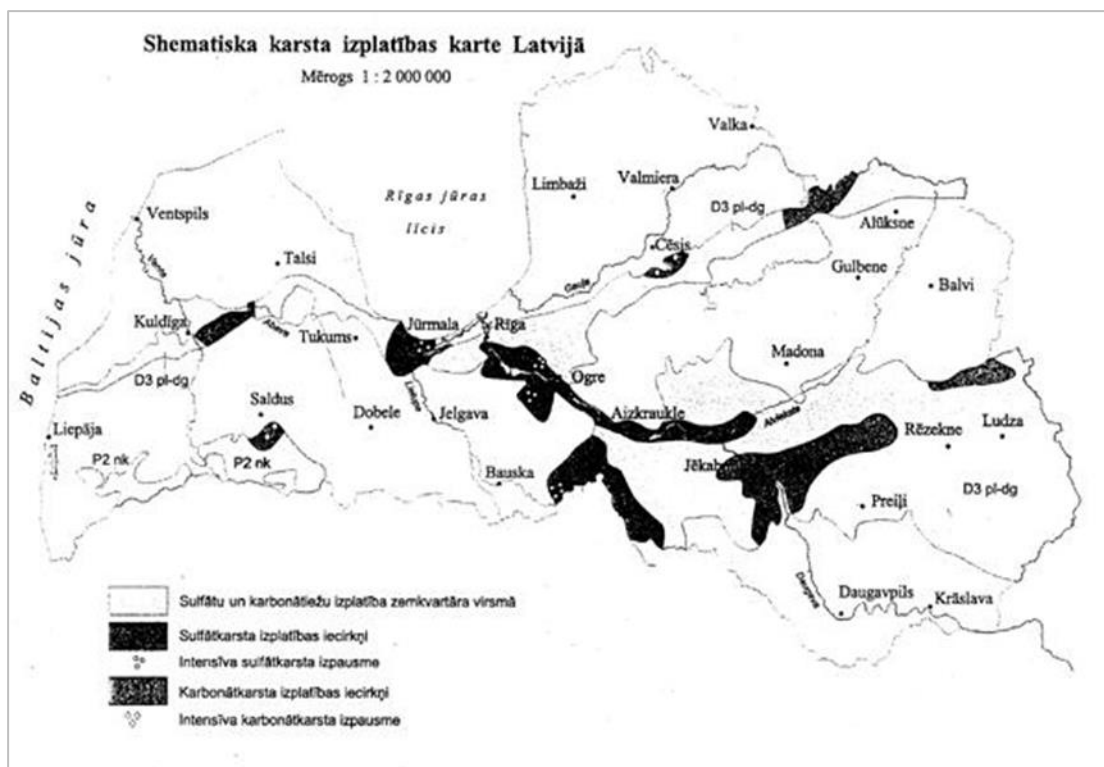 Shematiska karsta izplatības karte Latvijā
Mērogs 1 : 2 000 000
Valka
Limbaži
Valmiera
Rīgas jūras
līcis
D3 pl-dg
Alūksne
Ventspils
Baltijas jūra
Venta
Talsi
Cēsis
Gauja
Gulbene
Balvi
Kuldīga
Abava
Tukums
Jūrmala
Rīga
Madona
D3 pl-dg
Ogre
Lielupe
Saldus
Dobele
Jelgava
Aizkraukle
Aiviekste
Rēzekne
Ludza
Liepāja
P2 nk
P2 nk
Bauska
Jēkab
Preiļi
D3 pl-dg
Daugava
Daugavpils
Krāslava
Sulfātu un karbonātiežu izplatība zemkvartāra virsmā
Sulfātkarsta izplatības iecirkņi
Intensīva sulfātkarsta izpausme
Karbonātkarsta izplatības iecirkņi
Intensīva karbonātkarsta izpausme